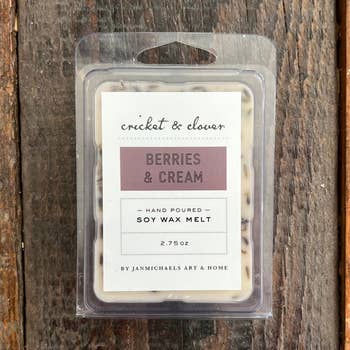 cricket & clover
BERRIES
& CREAM
— HAND POURED —
SOY WAX MELT
2.75 oz
BY JANMICHAELS ART & HOME